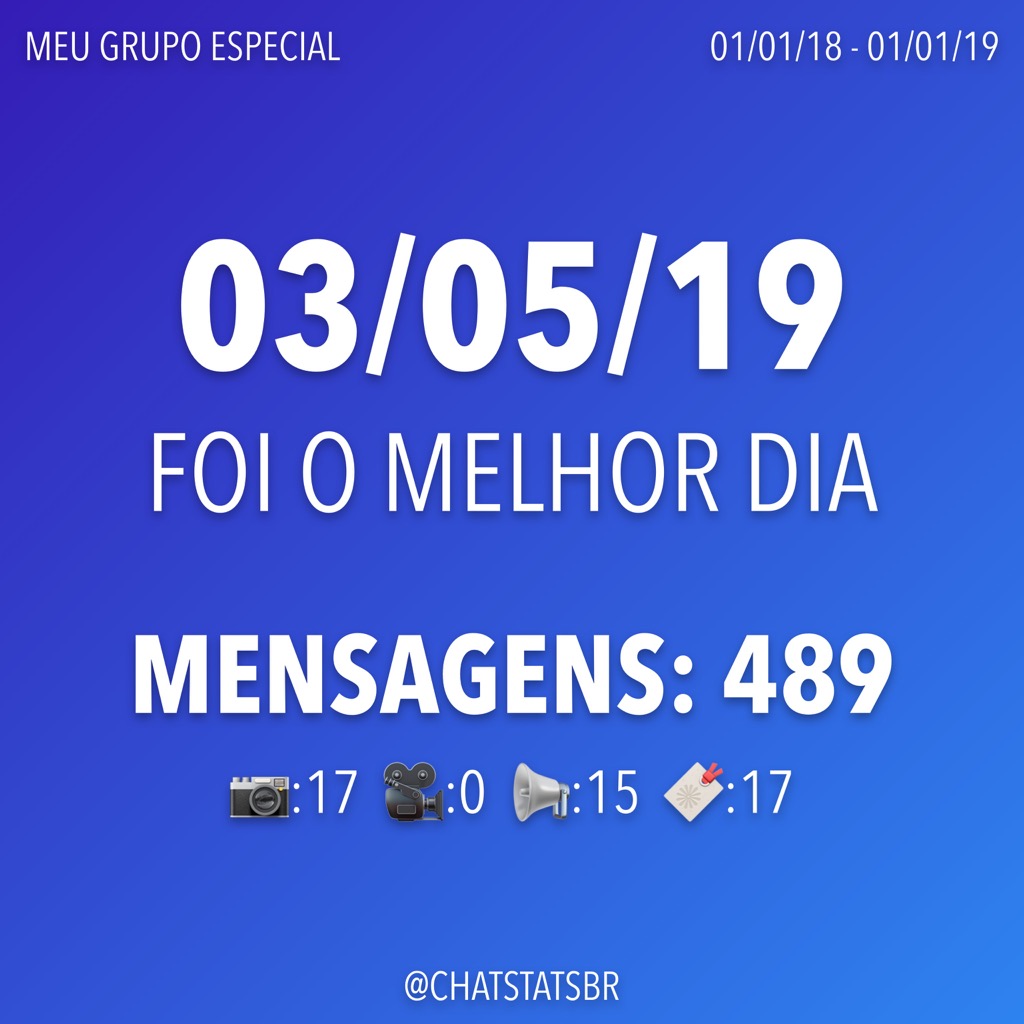 MEU GRUPO ESPECIAL
01/01/18 - 01/01/19
03/05/19
FOI O MELHOR DIA
MENSAGENS: 489
📷:17 🎥:0 📢:15 🏷:17
@CHATSTATSBR